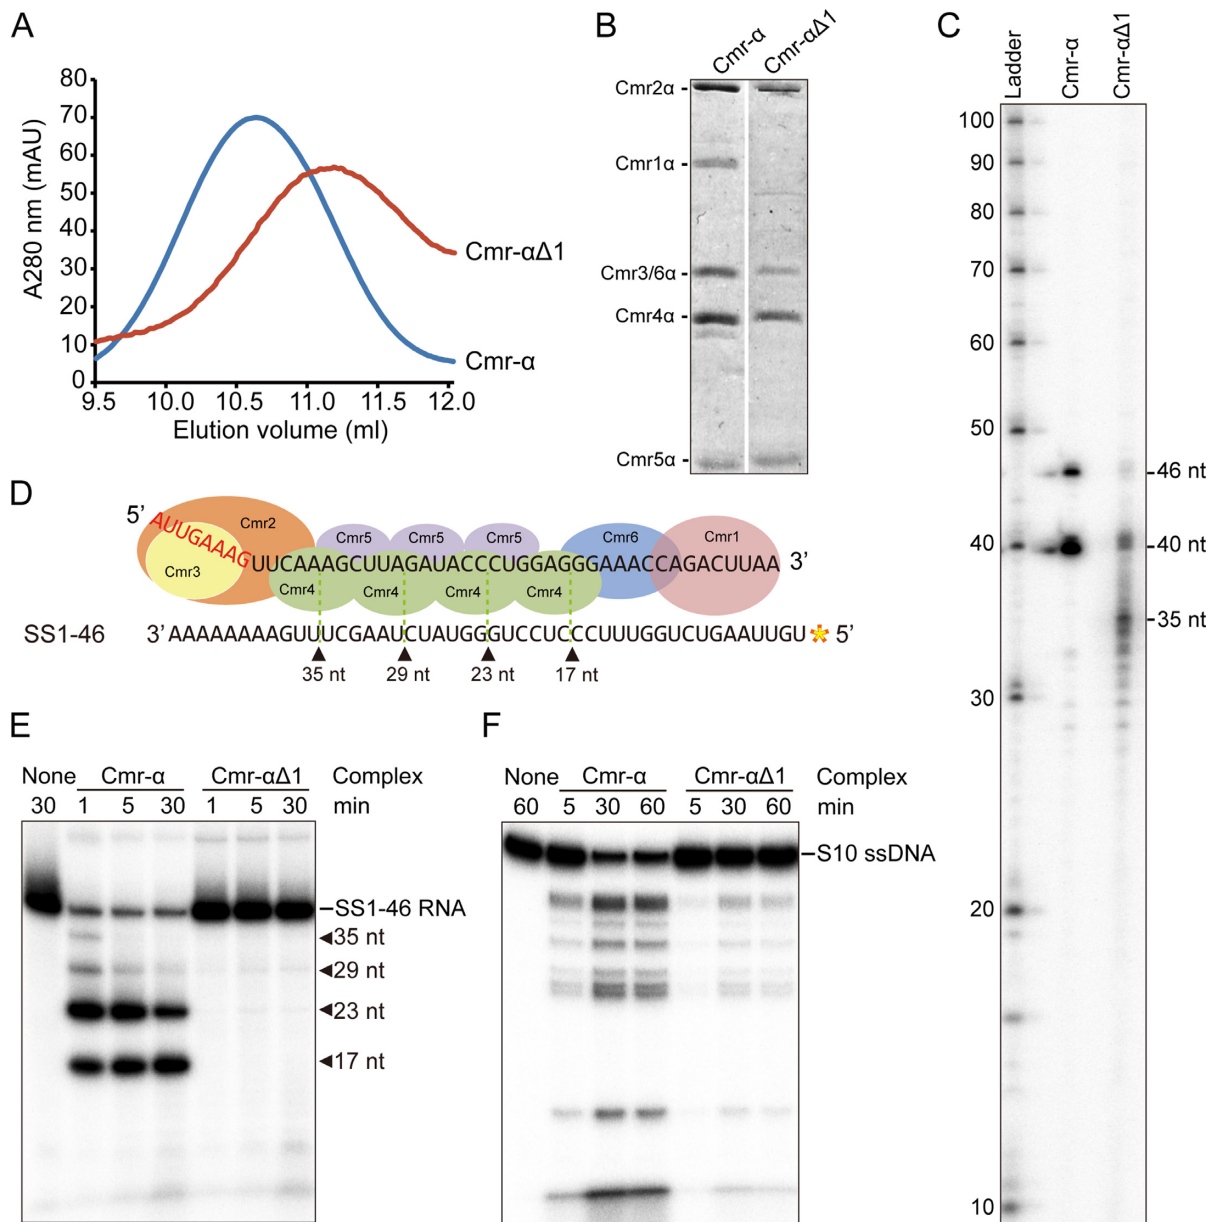 A
A280 nm (mAU)
80
70
60
50
40
30
20
10
0
9.5 10.0 10.5 11.0 11.5 12.0
Elution volume (ml)
Cmr-αΔ1
Cmr-α
B
Cmr-α Cmr-αΔ1
Cmr2α
Cmr1α
Cmr3/6α
Cmr4α
Cmr5α
C
Ladder Cmr-α Cmr-αΔ1
100
90
80
70
60
50
40
30
20
10
46 nt
40 nt
35 nt
D
5’ AUUGAAAGUUCAAAGCUUAGAUACCCUGGAGGGAAACCAGACUUAA 3’
Cmr2
Cmr3
Cmr5 Cmr5 Cmr5 Cmr6 Cmr1
Cmr4 Cmr4 Cmr4 Cmr4
SS1-46 3’ AAAAAAAAGUUUCGAAUCUAUGGGUCCUCCCUUUGGUCUGAAUUGU 5’
35 nt 29 nt 23 nt 17 nt
E
None Cmr-α Cmr-αΔ1 Complex
30 1 5 30 1 5 30 min
SS1-46 RNA
35 nt
29 nt
23 nt
17 nt
F
None Cmr-α Cmr-αΔ1 Complex
60 5 30 60 5 30 60 min
S10 ssDNA